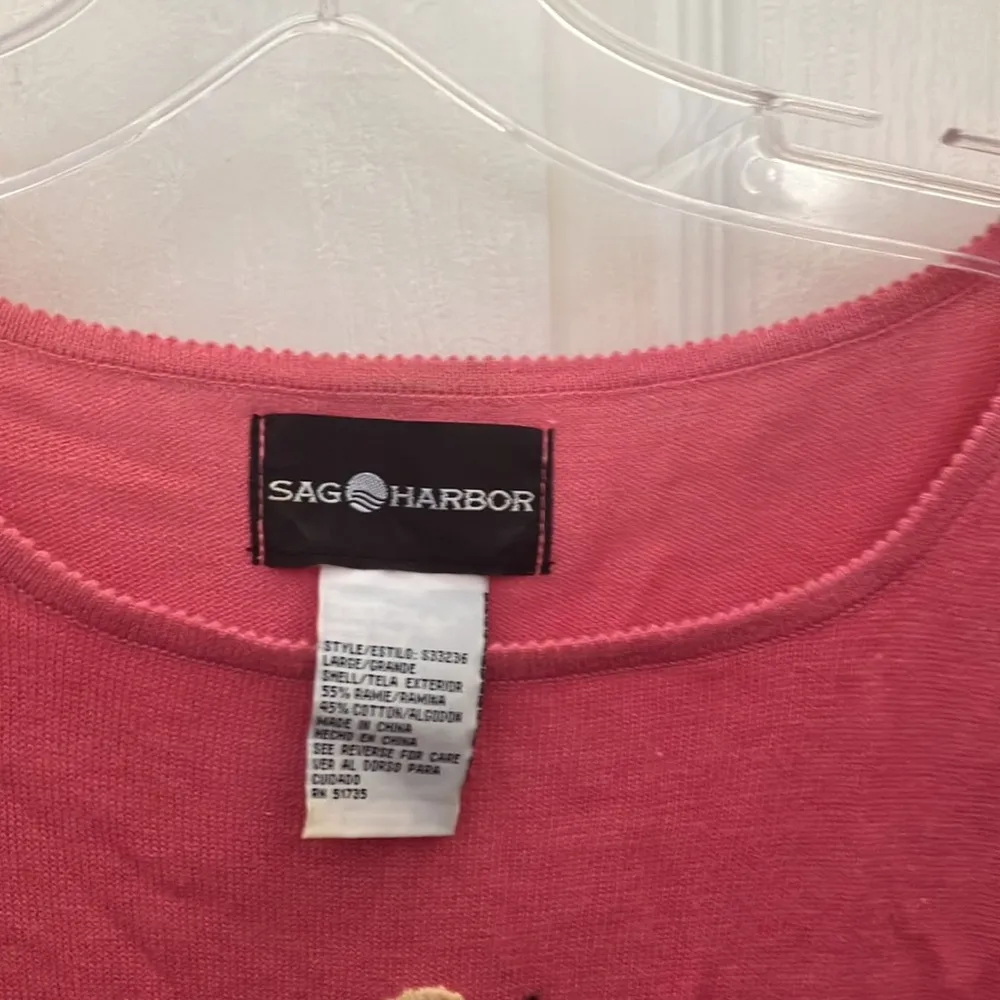 SAG HARBOR
STYLE/ESTILO: S33236
LARGE/GRANDE
SHELL/TELA EXTERIOR
55% RAMIE/RAMINA
45% COTTON/ALGODON
MADE IN CHINA
HECHO EN CHINA
SEE REVERSE FOR CARE
VER AL DORSO PARA
CUIDADO
RN 51735